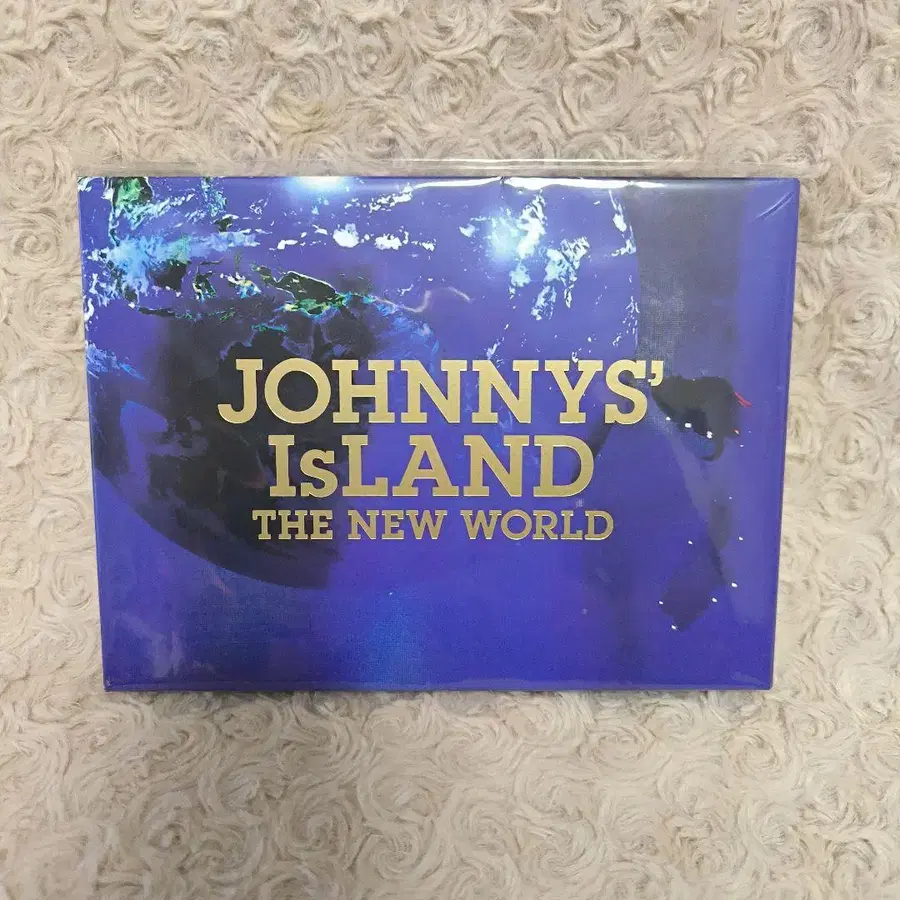 JOHNNYS’
IsLAND
THE NEW WORLD